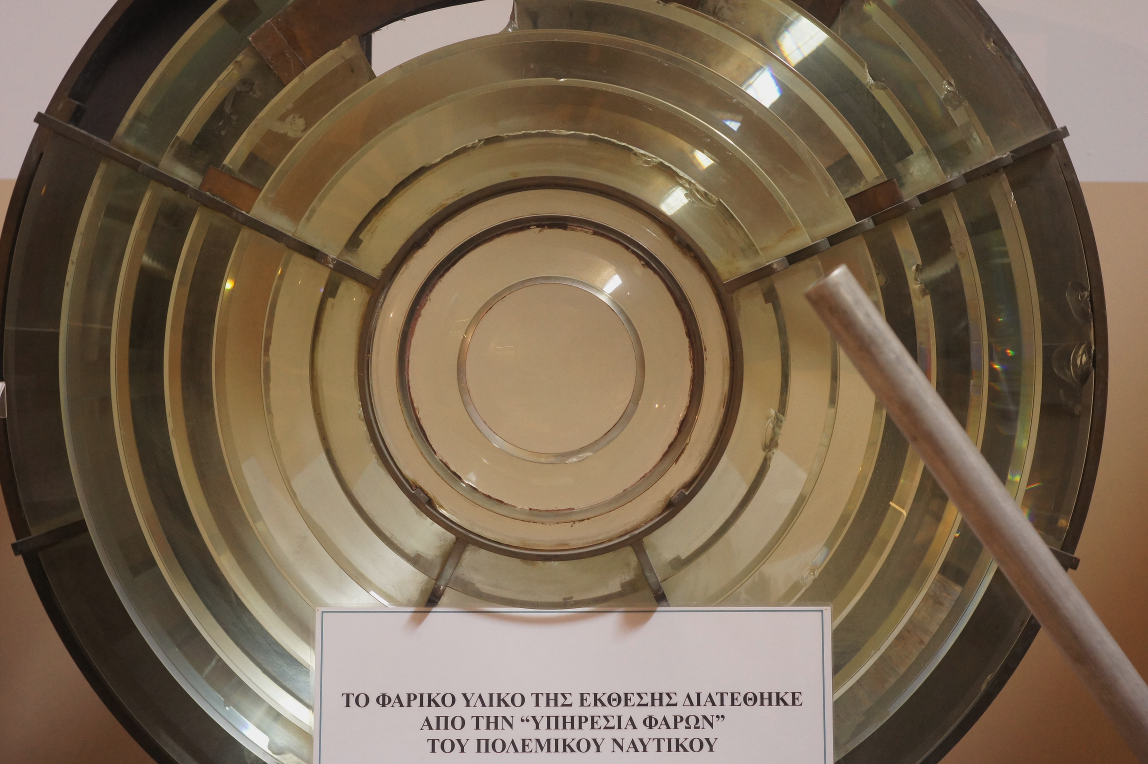 ΤΟ ΦΑΡΙΚΟ ΥΛΙΚΟ ΤΗΣ ΕΚΘΕΣΗΣ ΔΙΑΤΕΘΗΚΕ
ΑΠΟ ΤΗΝ “ΥΠΗΡΕΣΙΑ ΦΑΡΩΝ”
ΤΟΥ ΠΟΛΕΜΙΚΟΥ ΝΑΥΤΙΚΟΥ